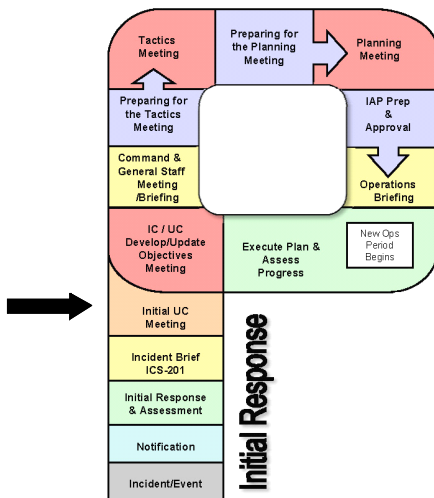 Tactics
Meeting
Preparing for
the Planning
Meeting
Planning
Meeting
Preparing for
the Tactics
Meeting
IAP Prep
&
Approval
Command &
General Staff
Meeting
/Briefing
Operations
Briefing
IC / UC
Develop/Update
Objectives
Meeting
Execute Plan &
Assess
Progress
New Ops
Period
Begins
Initial UC
Meeting
Incident Brief
ICS-201
Initial Response
& Assessment
Notification
Incident/Event
Initial Response